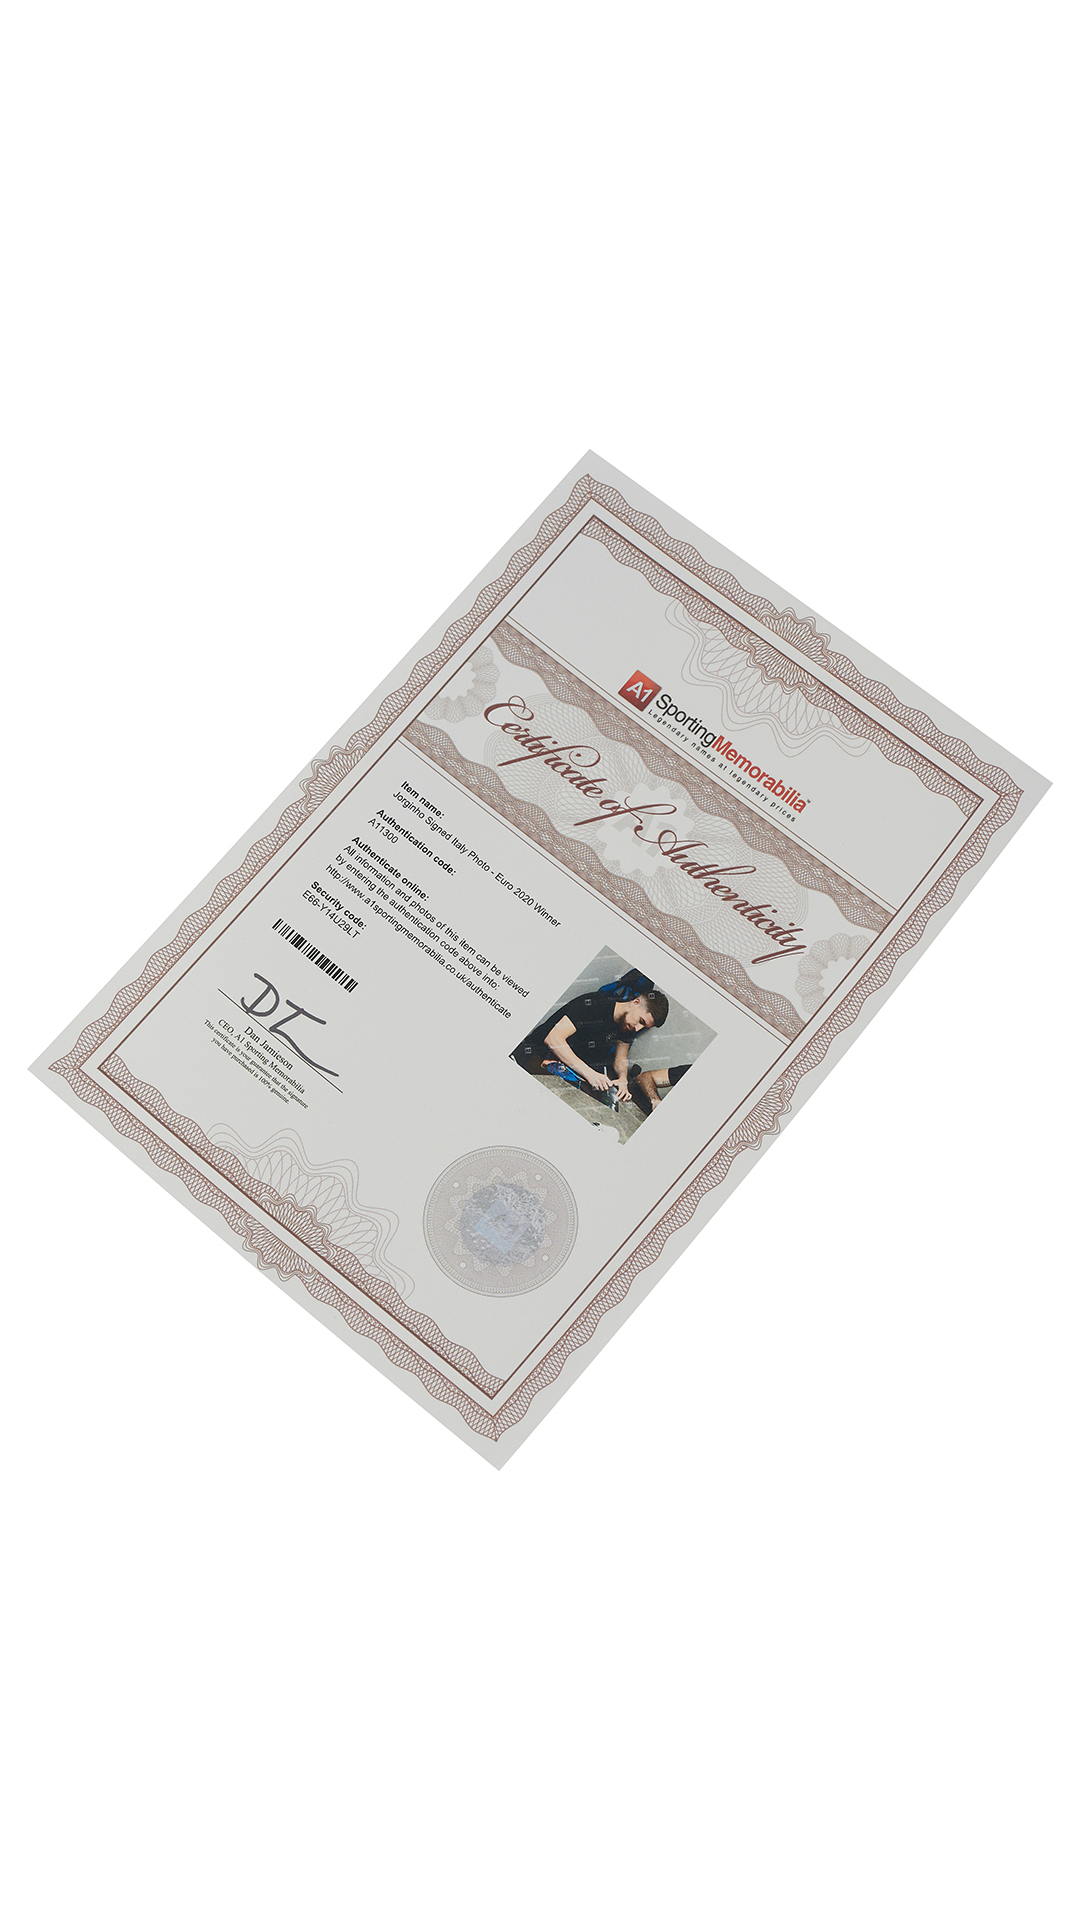 A1 SportingMemorabilia™
Legendary names at legendary prices
Certificate of Authenticity
Item name:
Jorginho Signed Italy Photo - Euro 2020 Winner
Authentication code:
A11300
Authenticate online:
All information and photos of this item can be viewed
by entering the authentication code above into:
http://www.a1sportingmemorabilia.co.uk/authenticate
Security code:
E66-Y14U29LT
Dan Jamieson
CEO, A1 Sporting Memorabilia
This certificate is your guarantee that the signature
you have purchased is 100% genuine.